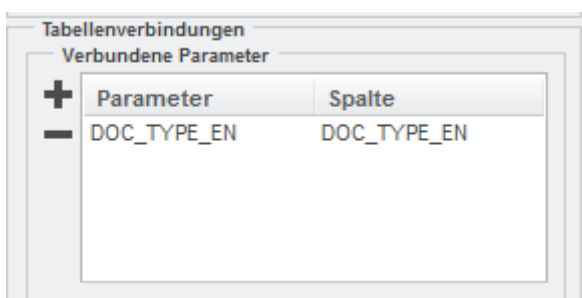 Tabellenverbindungen
Verbundene Parameter
Parameter Spalte
DOC_TYPE_EN DOC_TYPE_EN